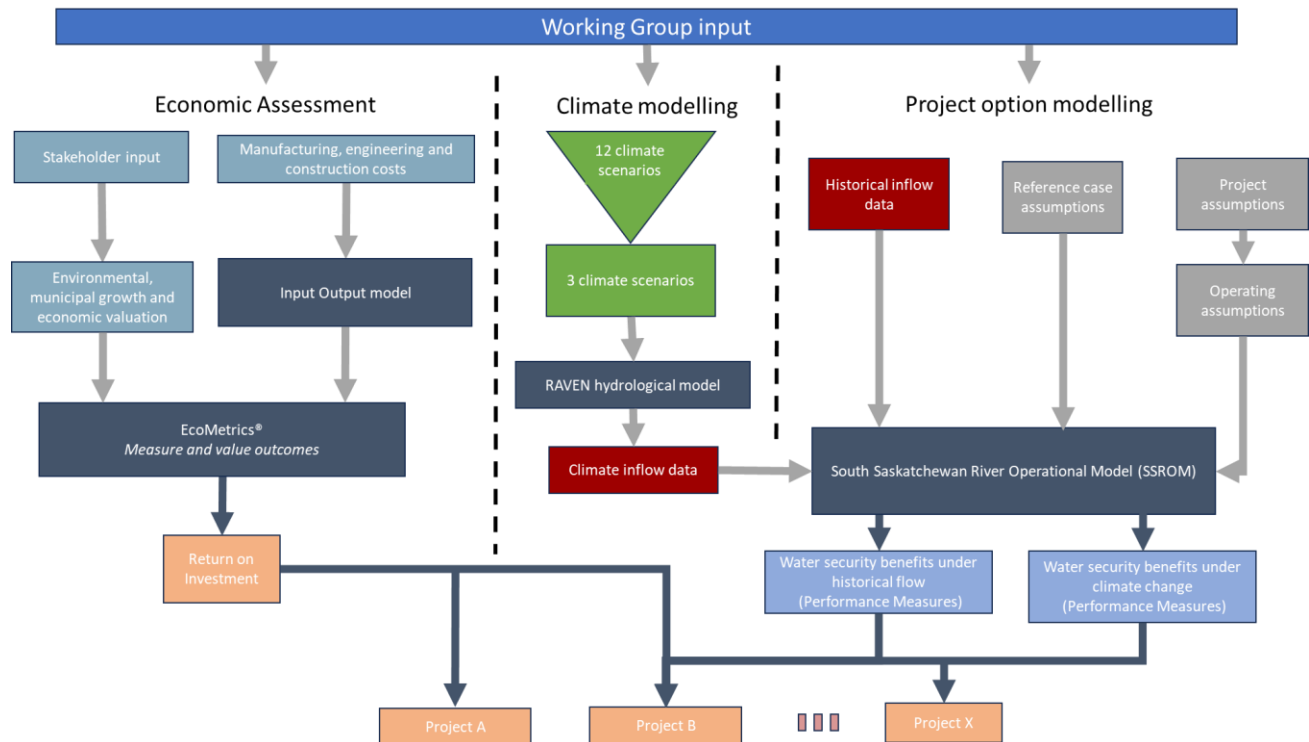 Working Group input
Economic Assessment
Climate modelling
Project option modelling
Stakeholder input
Manufacturing, engineering and
construction costs
12 climate
scenarios
Historical inflow
data
Reference case
assumptions
Project
assumptions
Environmental,
municipal growth and
economic valuation
Input Output model
3 climate scenarios
Operating
assumptions
RAVEN hydrological model
EcoMetrics®
Measure and value outcomes
Climate inflow data
South Saskatchewan River Operational Model (SSROM)
Return on
Investment
Water security benefits under
historical flow
(Performance Measures)
Water security benefits under
climate change
(Performance Measures)
Project A
Project B
Project X